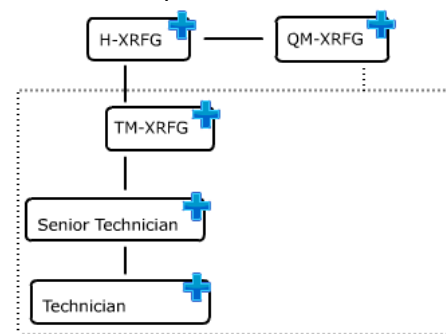 H-XRFG
QM-XRFG
TM-XRFG
Senior Technician
Technician